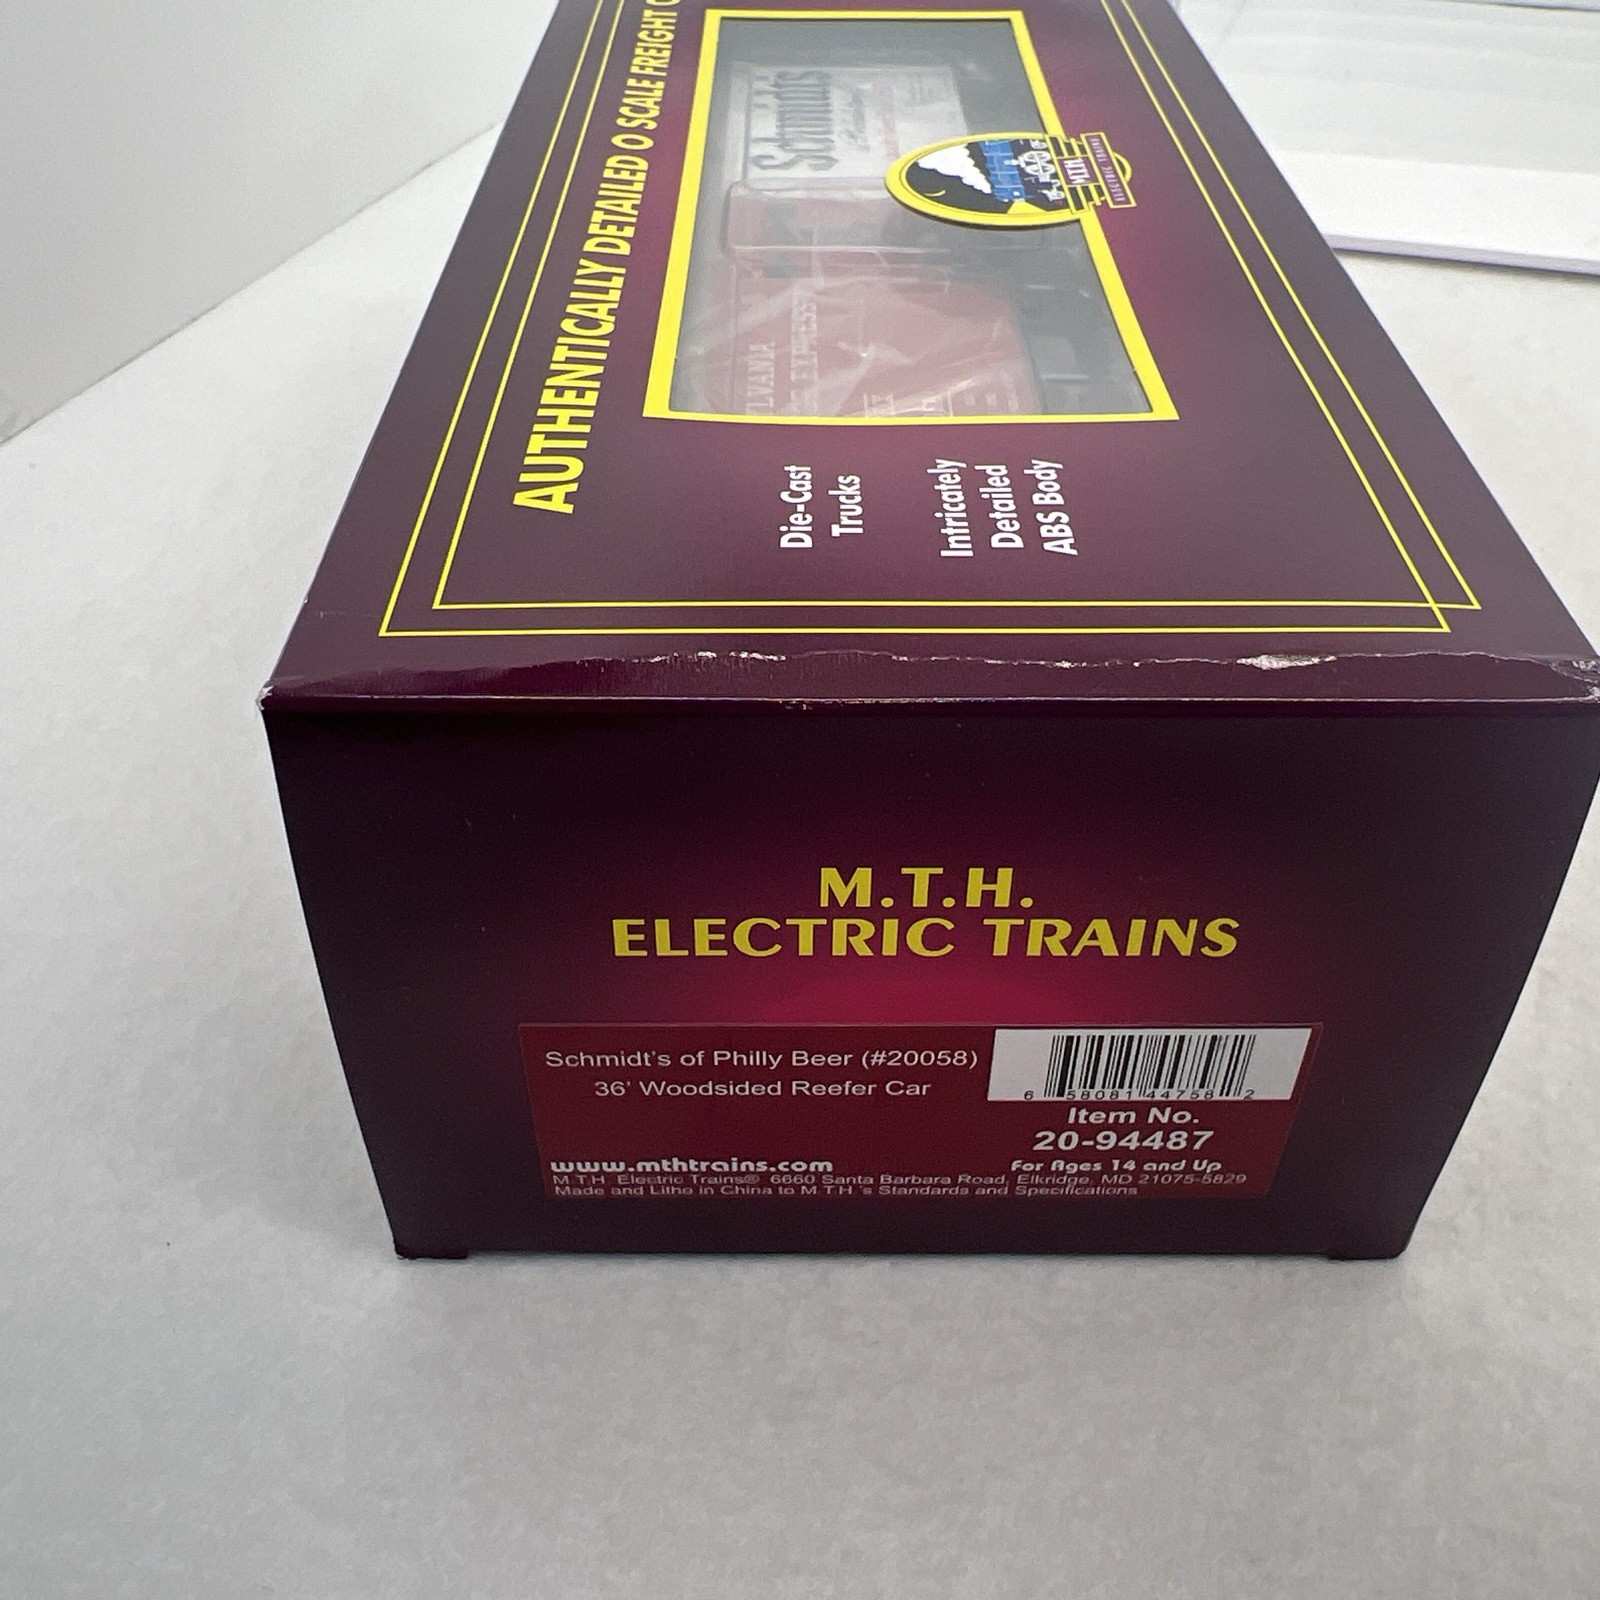 AUTHENTICALLY DETAILED O SCALE FREIGHT
Schmidt's
EXPRESS
M.T.H.
ELECTRIC TRAINS
Die-Cast
Trucks
Intricately
Detailed
ABS Body
M.T.H.
ELECTRIC TRAINS
Schmidt's of Philly Beer (#20058)
36' Woodsided Reefer Car
6 58081 44758 2
Item No.
20-94487
www.mthtrains.com
For Ages 14 and Up
M.T.H. Electric Trains® 6660 Santa Barbara Road, Elkridge, MD 21075-5829
Made and Litho in China to M.T.H.'s Standards and Specifications